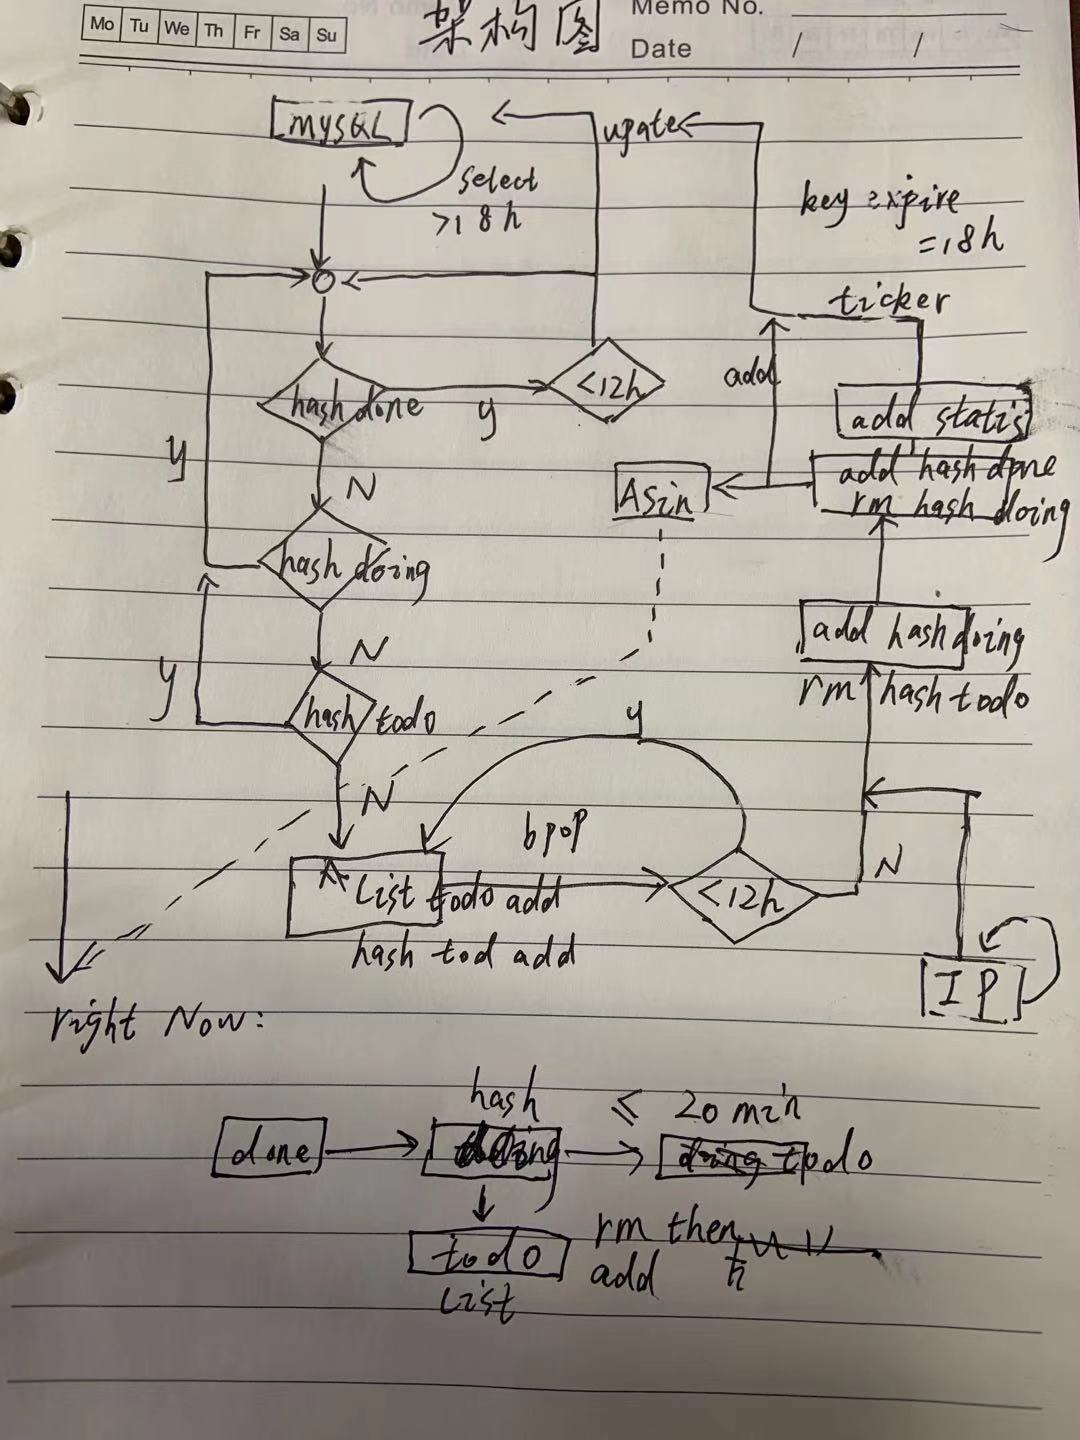 Memo No.
Mo Tu We Th Fr Sa Su
架构图
Date / /
MYSQL
upate
select
>18h
key expire
=18h
ticker
<12h
add
hash done
y
add statis
y
N
ASin
add hash done
rm hash doing
hash doing
N
add hash doing
y
rm hash todo
hash todo
y
N
bpop
List todo add
<12h
N
hash tod add
IP
right Now:
hash
≤ 20 min
done
doing
todo
todo
rm then
add
List